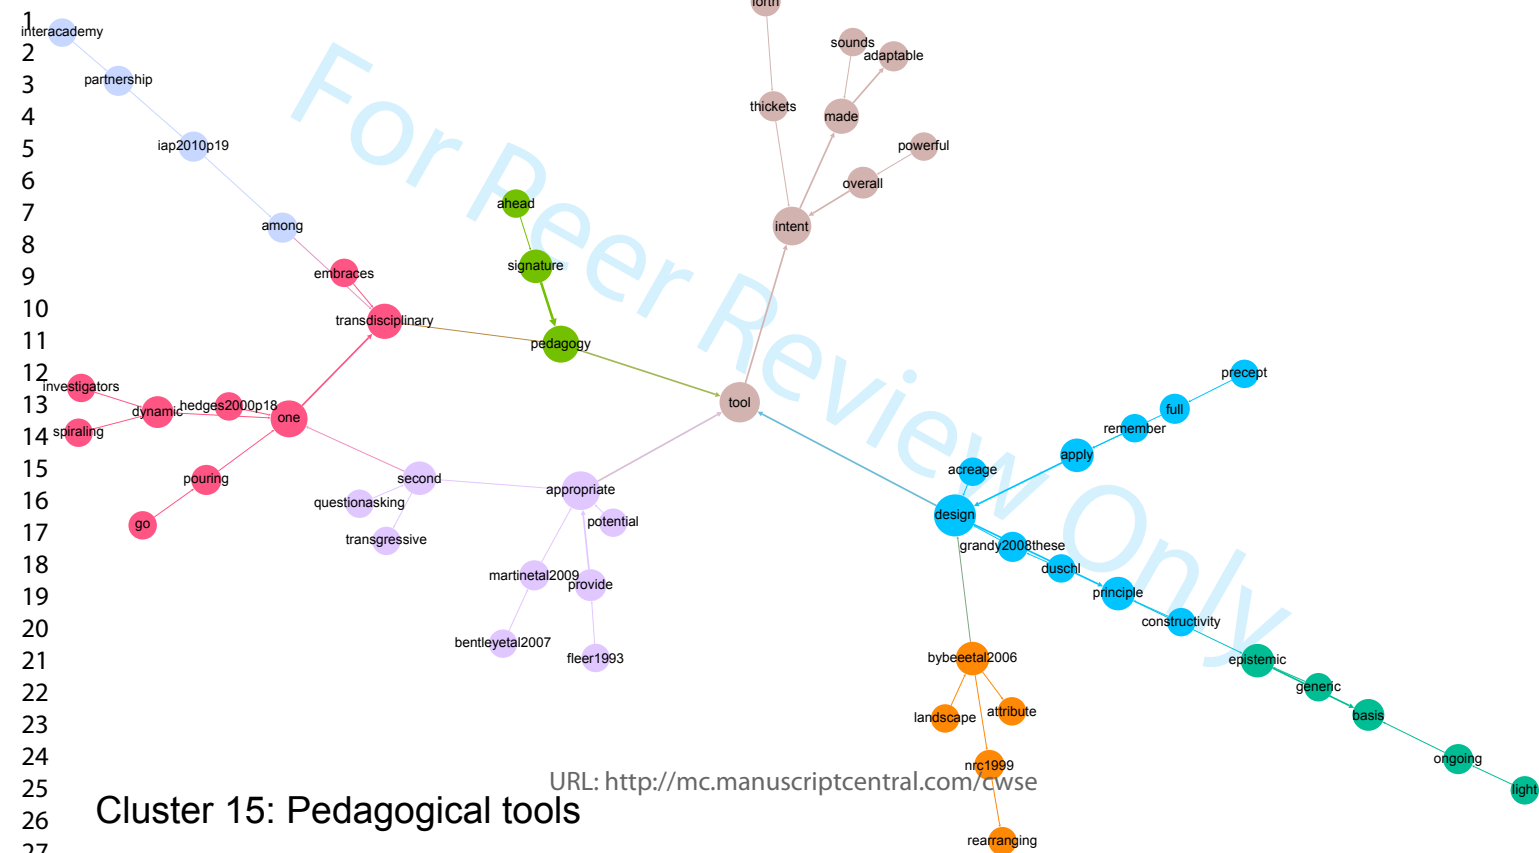 forth
1
interacademy
sounds
2
adaptable
3
partnership
thickets
4
made
5
iap2010p19
powerful
6
overall
7
ahead
among
intent
8
signature
9
embraces
10
transdisciplinary
11
pedagogy
12
precept
investigators
13
dynamic
hedges2000p18
one
tool
full
14
spiraling
remember
15
apply
pouring
second
acreage
16
questionasking
appropriate
17
go
potential
design
transgressive
grandy2008these
18
martinetal2009
provide
duschl
19
principle
20
constructivity
bentleyetal2007
21
fleer1993
bybeeetal2006
epistemic
22
generic
23
landscape
attribute
basis
24
nrc1999
ongoing
25
URL: http://mc.manuscriptcentral.com/cwse
light
26
Cluster 15: Pedagogical tools
rearranging
27
For Peer Review Only